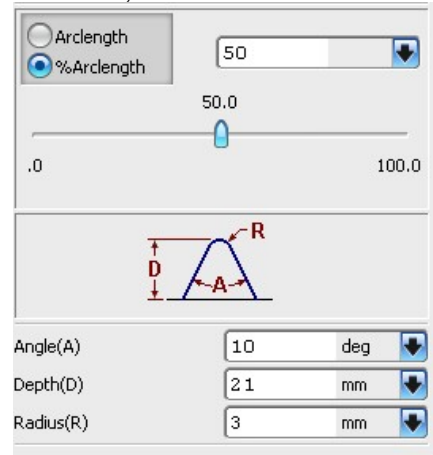 Arclength
%Arclength
50
50.0
.0 100.0
R
D
A
Angle(A) 10 deg
Depth(D) 21 mm
Radius(R) 3 mm